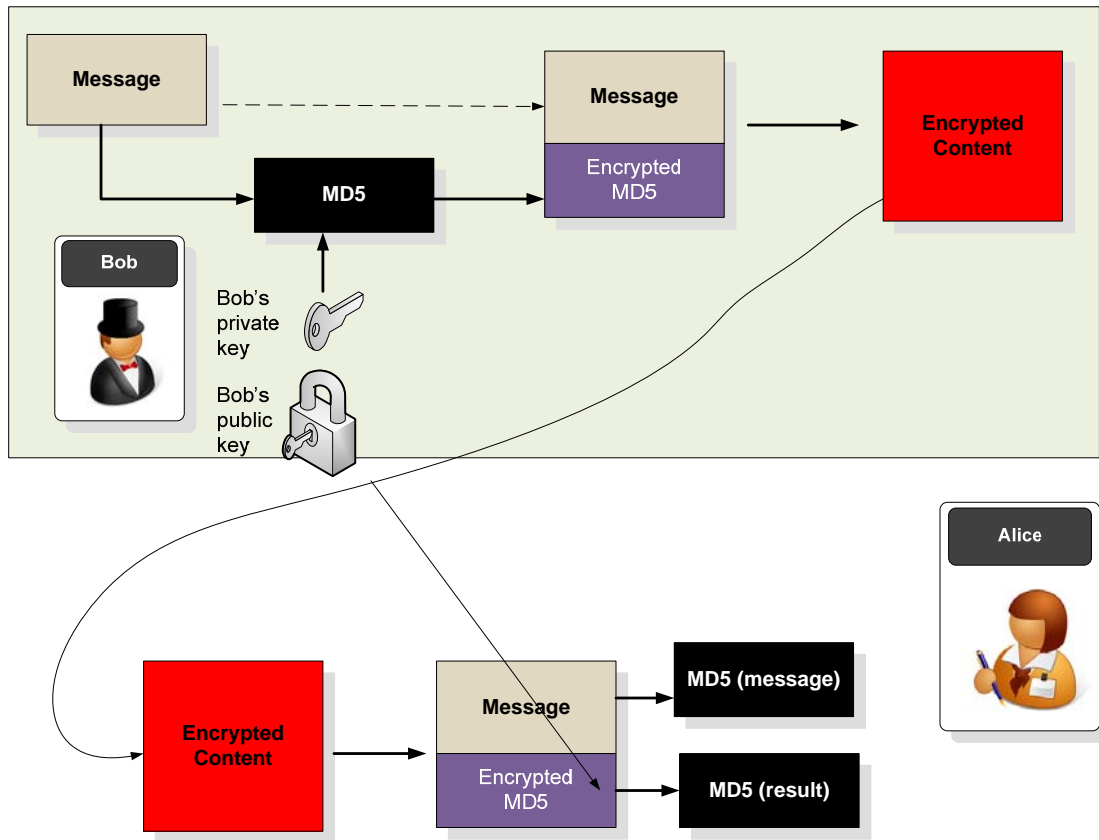 Message
Message
Encrypted
MD5
Encrypted
Content
MD5
Bob
Bob's
private
key
Bob's
public
key
Alice
Encrypted
Content
Message
Encrypted
MD5
MD5 (message)
MD5 (result)